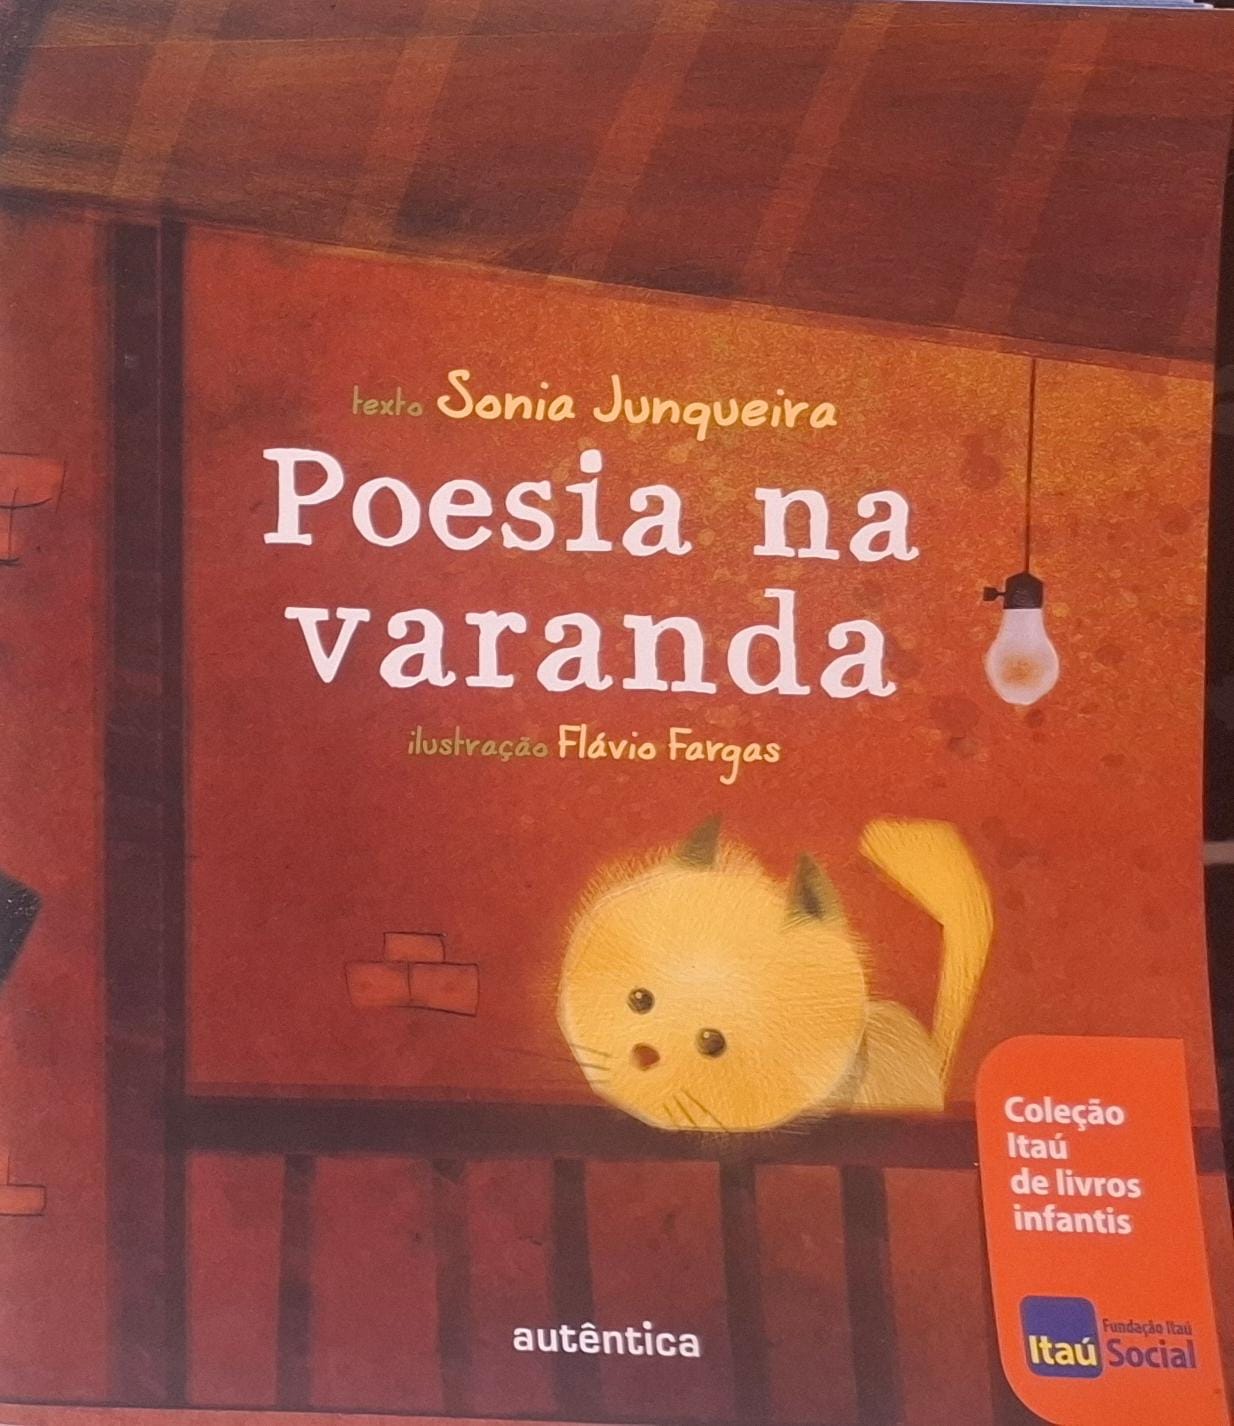 texto Sonia Junqueira
Poesia na
varanda
ilustração Flávio Fargas
Coleção
Itaú
de livros
infantis
autêntica
Itaú
Fundação Itaú
Social